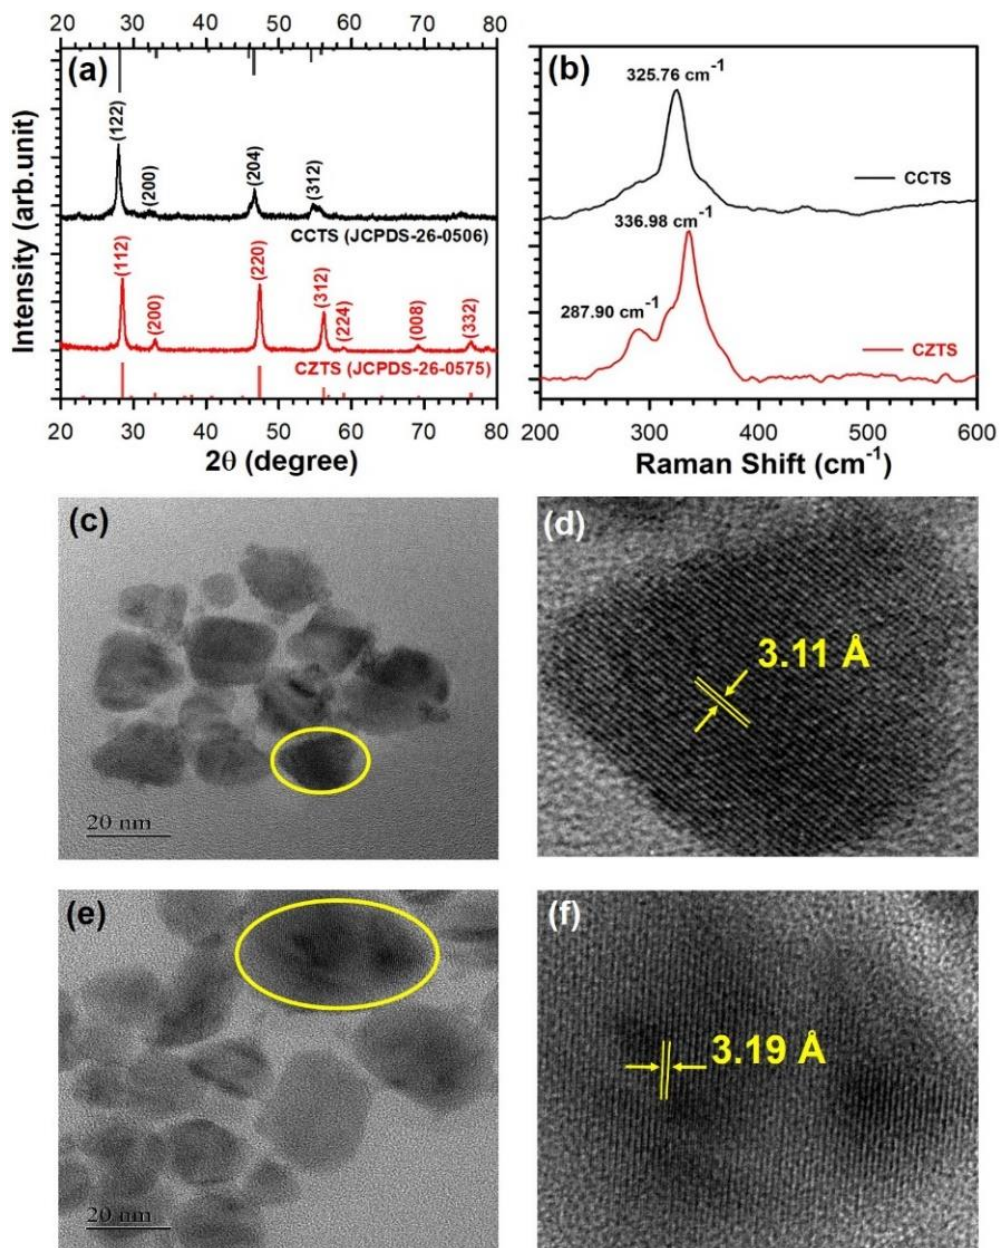 20 30 40 50 60 70 80
(a)
Intensity (arb.unit)
(122)
(200)
(204)
(312)
CCTS (JCPDS-26-0506)
(112)
(200)
(220)
(312)
(224)
(008)
(332)
CZTS (JCPDS-26-0575)
20 30 40 50 60 70 80
2θ (degree)
(b)
325.76 cm⁻¹
CCTS
336.98 cm⁻¹
287.90 cm⁻¹
CZTS
200 300 400 500 600
Raman Shift (cm⁻¹)
(c)
20 nm
(d)
3.11 Å
(e)
20 nm
(f)
3.19 Å